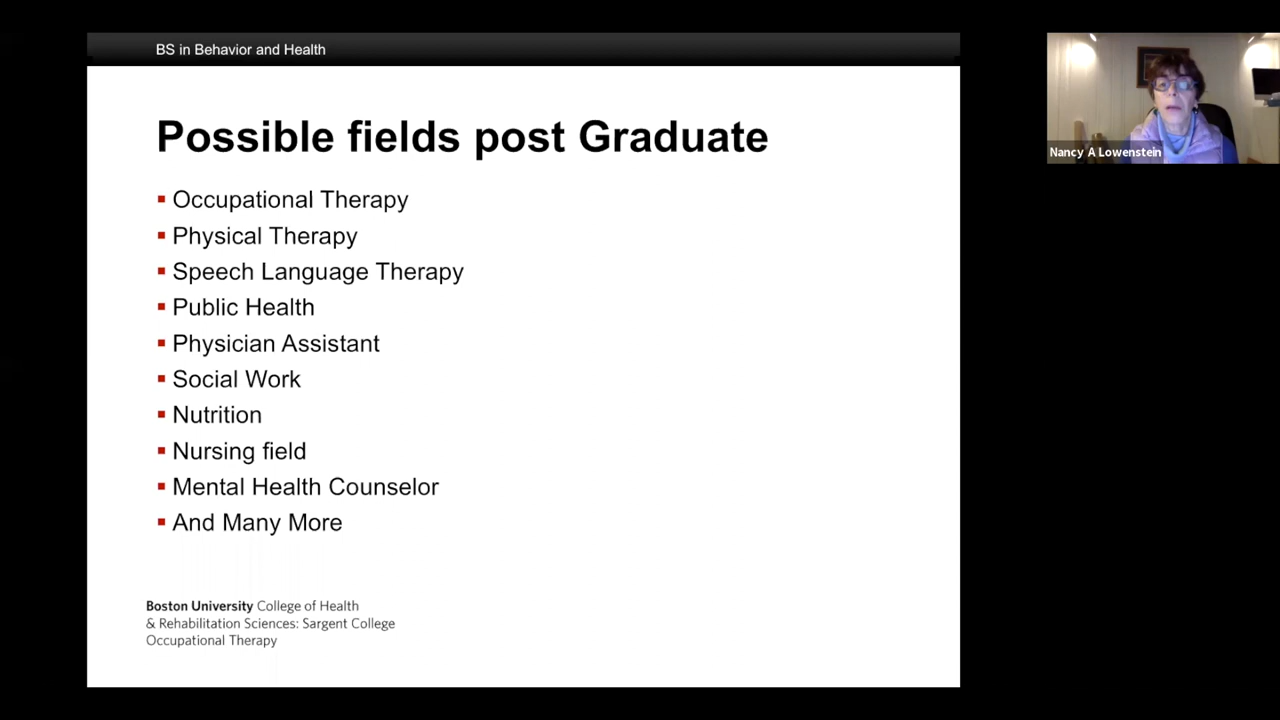 BS in Behavior and Health
Possible fields post Graduate
Occupational Therapy
Physical Therapy
Speech Language Therapy
Public Health
Physician Assistant
Social Work
Nutrition
Nursing field
Mental Health Counselor
And Many More
Boston University College of Health
& Rehabilitation Sciences: Sargent College
Occupational Therapy
Nancy A Lowenstein